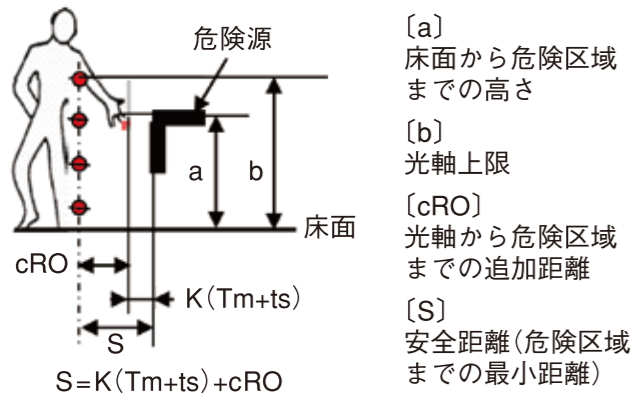 危険源
a
b
床面
cRO
K(Tm+ts)
S
S=K(Tm+ts)+cRO
〔a〕
床面から危険区域
までの高さ
〔b〕
光軸上限
〔cRO〕
光軸から危険区域
までの追加距離
〔S〕
安全距離(危険区域
までの最小距離)